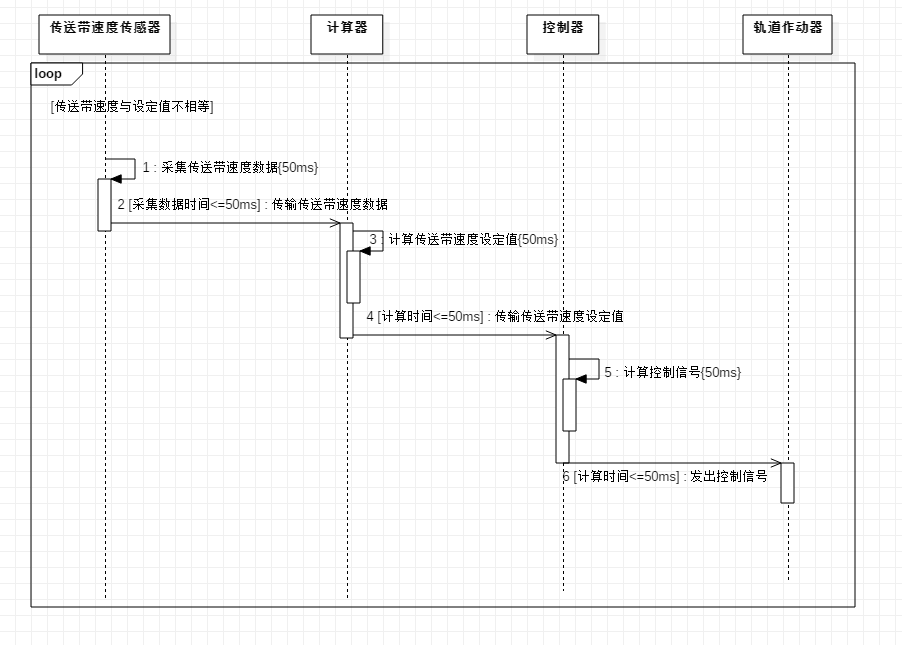 传送带速度传感器
计算器
控制器
轨道作动器
loop
[传送带速度与设定值不相等]
1 : 采集传送带速度数据{50ms}
2 [采集数据时间<=50ms] : 传输传送带速度数据
3 : 计算传送带速度设定值{50ms}
4 [计算时间<=50ms] : 传输传送带速度设定值
5 : 计算控制信号{50ms}
6 [计算时间<=50ms] : 发出控制信号